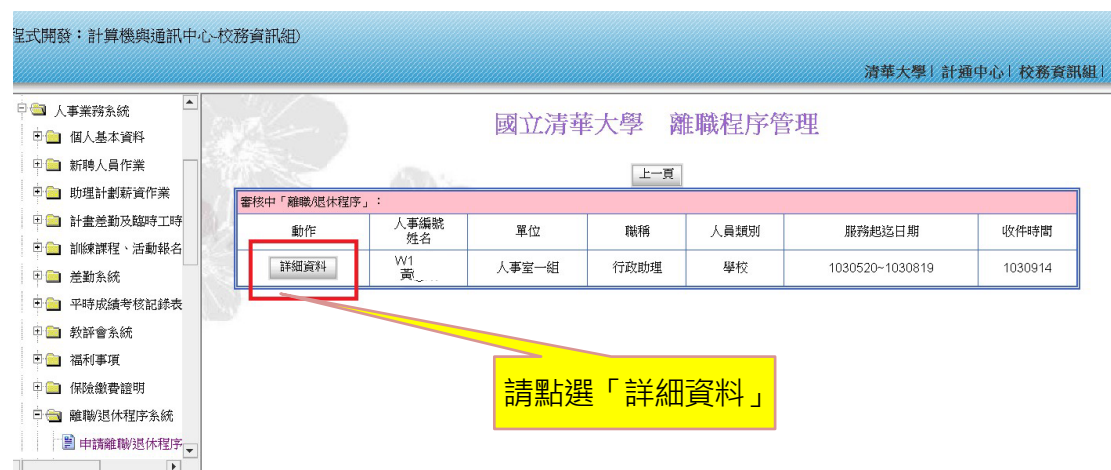 程式開發：計算機與通訊中心-校務資訊組)
清華大學| 計通中心| 校務資訊組|
人事業務系統
個人基本資料
新聘人員作業
助理計劃薪資作業
計畫差勤及臨時工時
訓練課程、活動報名
差勤系統
平時成績考核記錄表
教評會系統
福利事項
保險繳費證明
離職/退休程序系統
申請離職/退休程序
國立清華大學 離職程序管理
上一頁
審核中「離職/退休程序」：
動作 人事編號 姓名 單位 職稱 人員類別 服務起迄日期 收件時間
詳細資料 W1 黃 人事室一組 行政助理 學校 1030520~1030819 1030914
請點選「詳細資料」